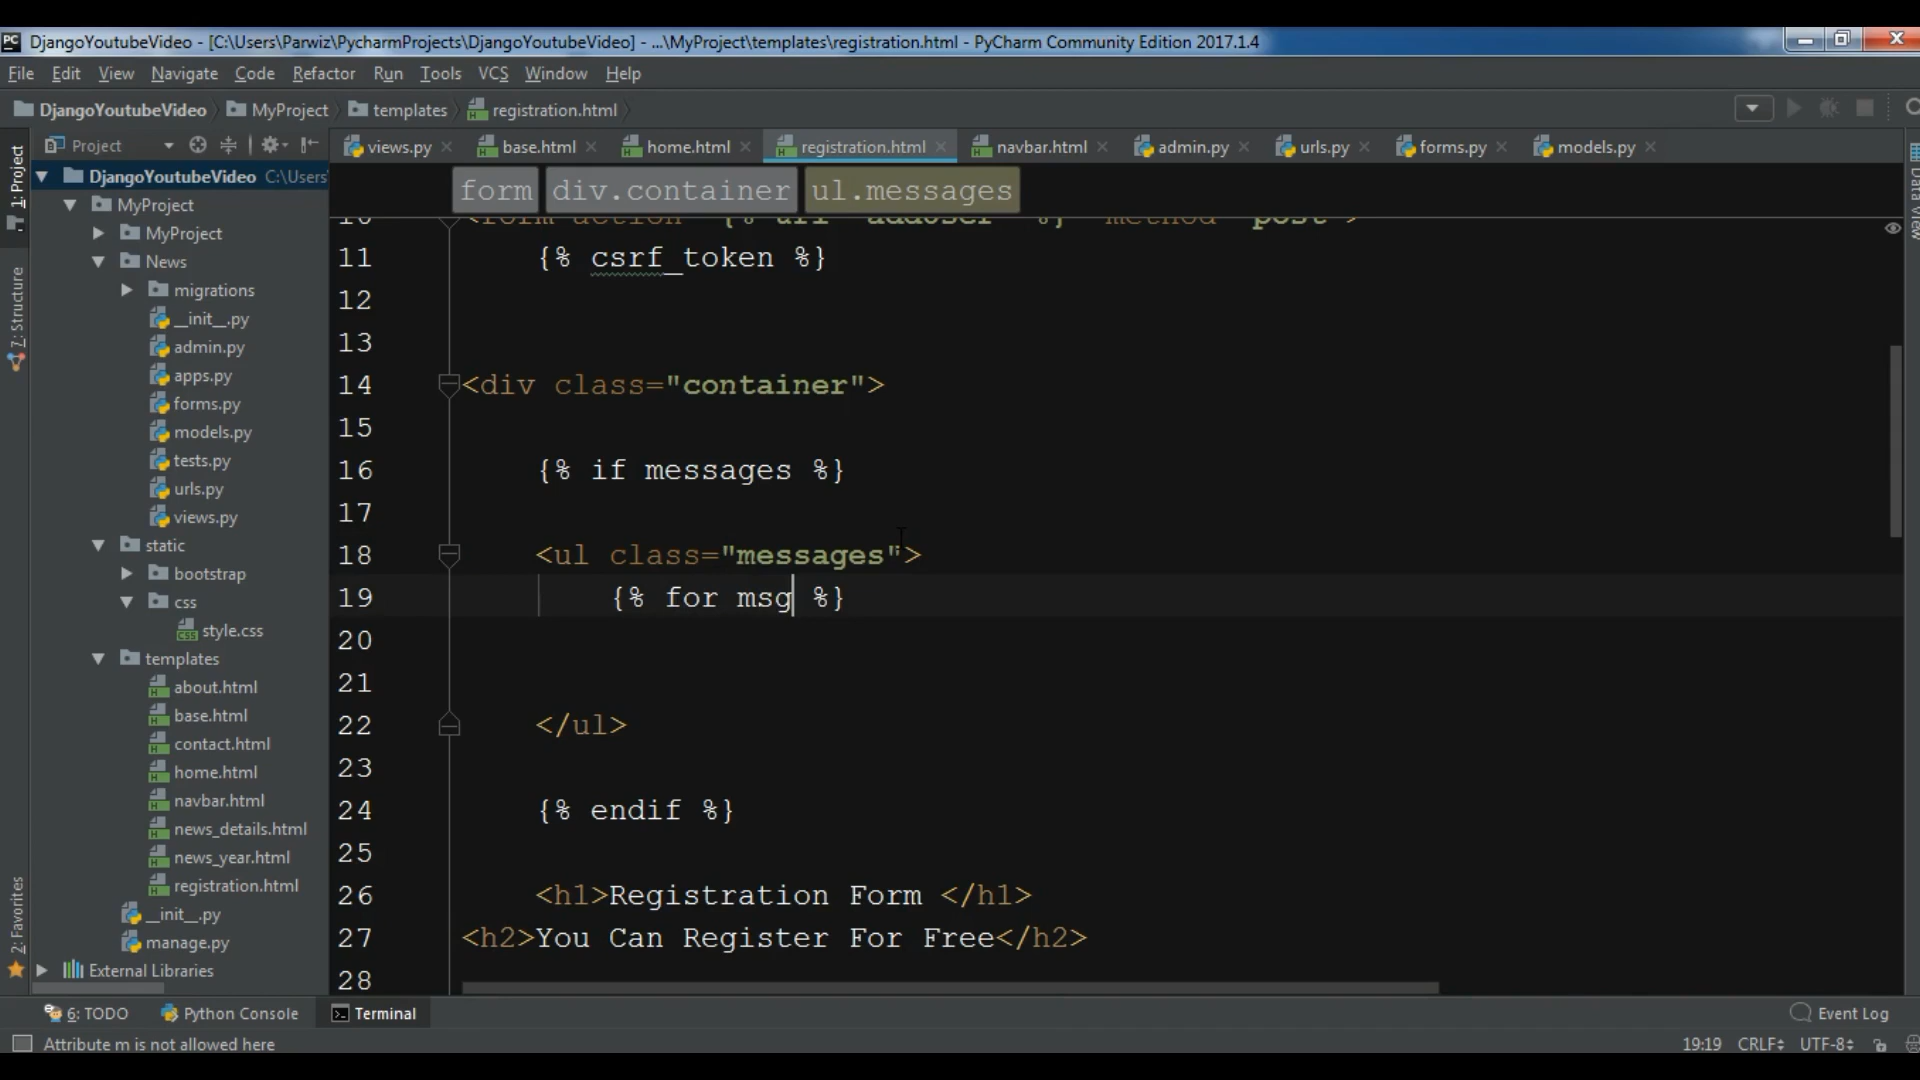 DjangoYoutubeVideo - [C:\Users\Parwiz\PycharmProjects\DjangoYoutubeVideo] - ...\MyProject\templates\registration.html - PyCharm Community Edition 2017.1.4
File Edit View Navigate Code Refactor Run Tools VCS Window Help
DjangoYoutubeVideo MyProject templates registration.html
Project
views.py base.html home.html registration.html navbar.html admin.py urls.py forms.py models.py
1: Project
7: Structure
2: Favorites
Data View
DjangoYoutubeVideo C:\Users
MyProject
MyProject
News
migrations
__init__.py
admin.py
apps.py
forms.py
models.py
tests.py
urls.py
views.py
static
bootstrap
css
style.css
templates
about.html
base.html
contact.html
home.html
navbar.html
news_details.html
news_year.html
registration.html
__init__.py
manage.py
External Libraries
form div.container ul.messages
11 {% csrf_token %}
12
13
14 <div class="container">
15
16 {% if messages %}
17
18 <ul class="messages">
19 {% for msg %}
20
21
22 </ul>
23
24 {% endif %}
25
26 <h1>Registration Form </h1>
27 <h2>You Can Register For Free</h2>
28
6: TODO Python Console Terminal Event Log
Attribute m is not allowed here 19:19 CRLF UTF-8